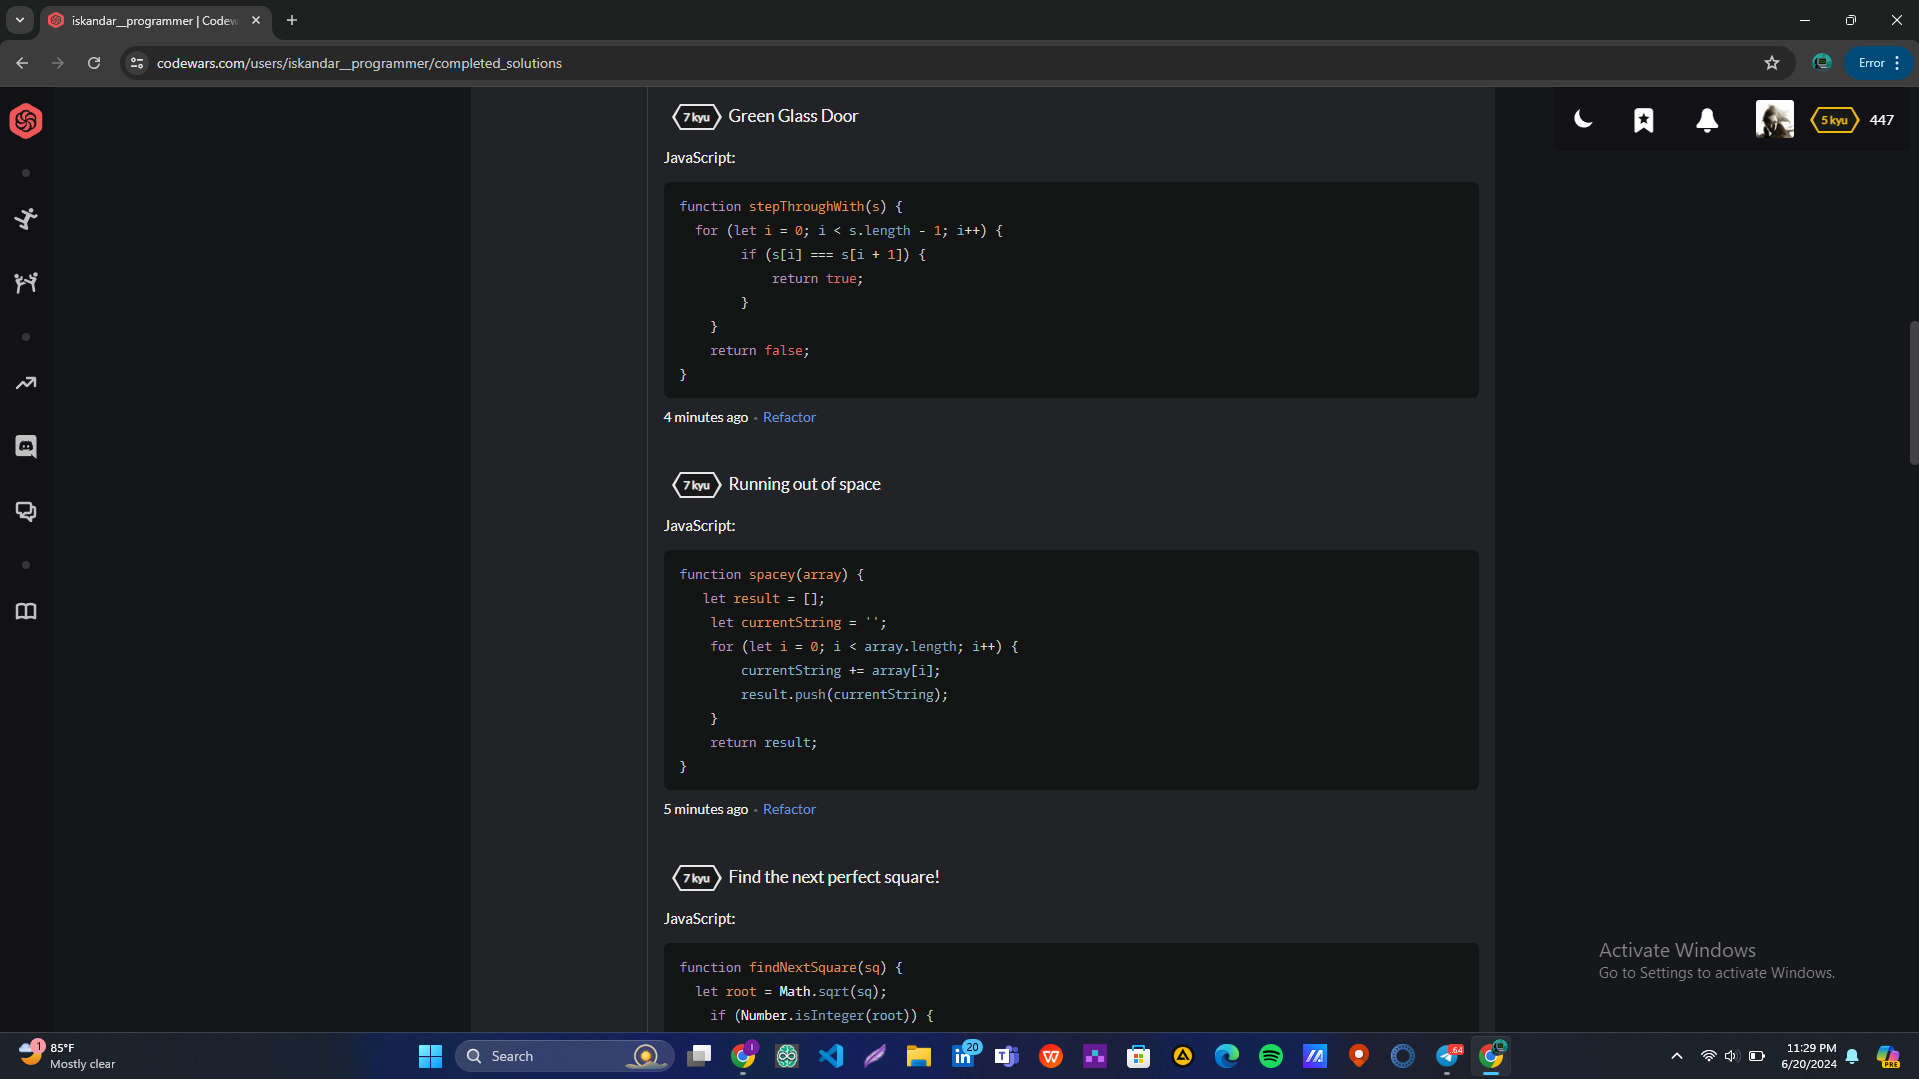 iskandar__programmer | Codew
codewars.com/users/iskandar__programmer/completed_solutions
Error
7 kyu Green Glass Door
5 kyu 447
JavaScript:
function stepThroughWith(s) {
  for (let i = 0; i < s.length - 1; i++) {
        if (s[i] === s[i + 1]) {
            return true;
        }
    }
    return false;
}
4 minutes ago · Refactor
7 kyu Running out of space
JavaScript:
function spacey(array) {
   let result = [];
    let currentString = '';
    for (let i = 0; i < array.length; i++) {
        currentString += array[i];
        result.push(currentString);
    }
    return result;
}
5 minutes ago · Refactor
7 kyu Find the next perfect square!
JavaScript:
function findNextSquare(sq) {
  let root = Math.sqrt(sq);
    if (Number.isInteger(root)) {
Activate Windows
Go to Settings to activate Windows.
1
85°F
Mostly clear
Search
20
.64
11:29 PM
6/20/2024
PRE